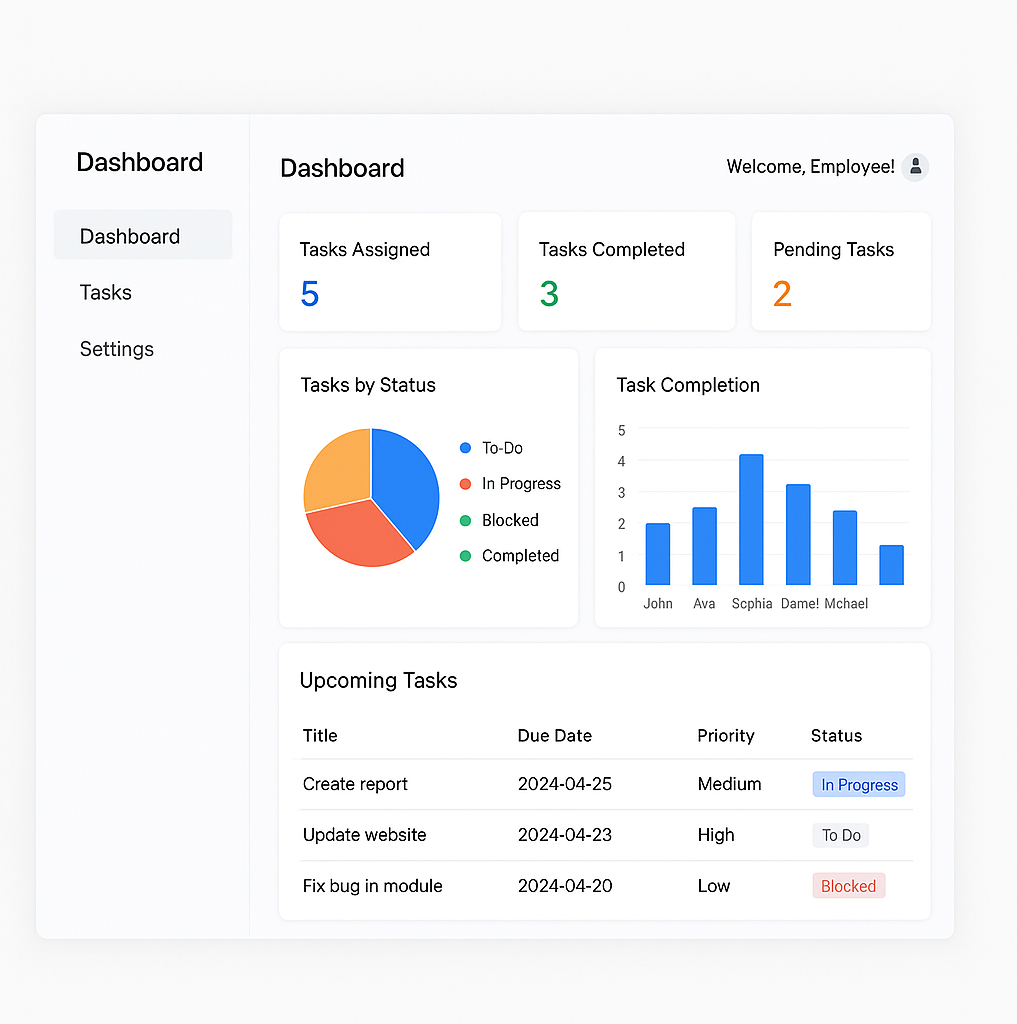 Dashboard
Dashboard
Tasks
Settings
Dashboard
Welcome, Employee!
Tasks Assigned
5
Tasks Completed
3
Pending Tasks
2
Tasks by Status
To-Do
In Progress
Blocked
Completed
Task Completion
5
4
3
2
1
0
John Ava Scphia Dame! Mchael
Upcoming Tasks
Title Due Date Priority Status
Create report 2024-04-25 Medium In Progress
Update website 2024-04-23 High To Do
Fix bug in module 2024-04-20 Low Blocked